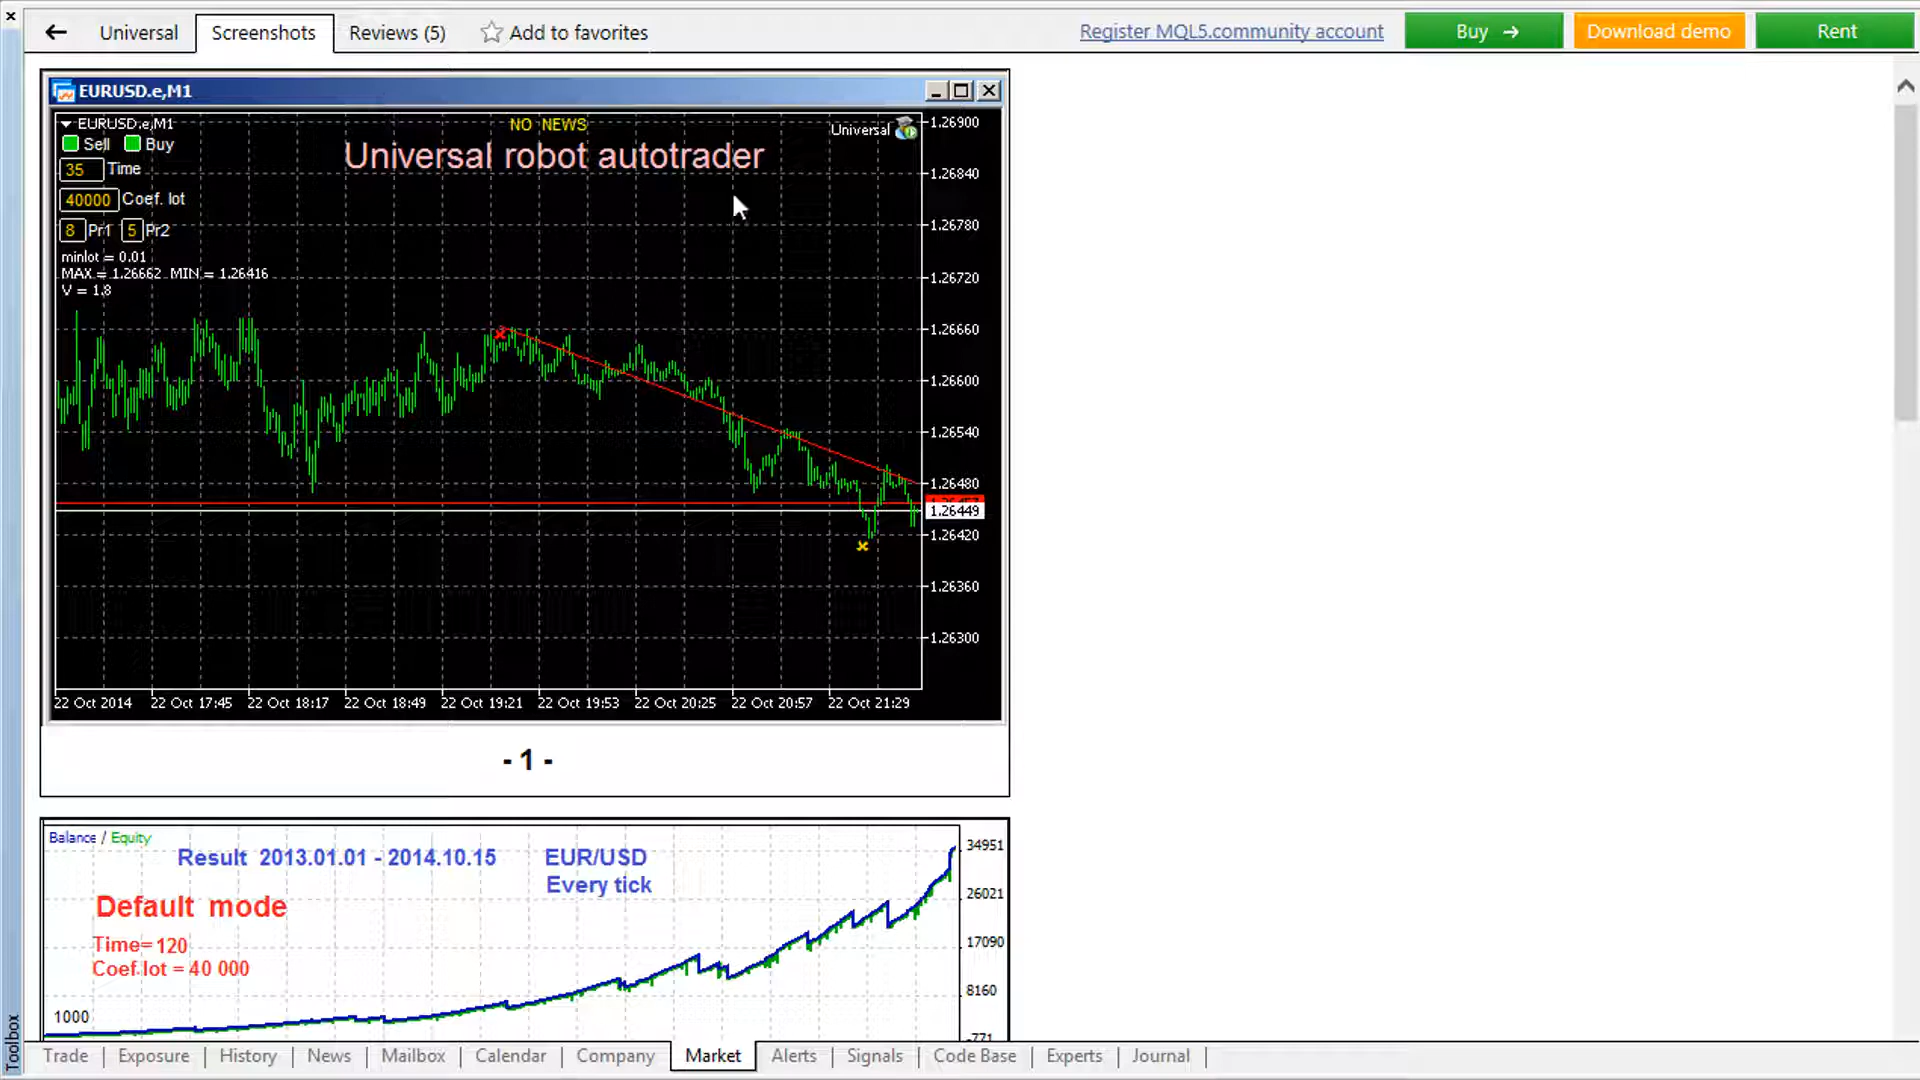 Universal Screenshots Reviews (5) Add to favorites Register MQL5.community account Buy → Download demo Rent
EURUSD.e,M1
EURUSD.e,M1 NO NEWS Universal 1.26900
Sell Buy
Universal robot autotrader
35 Time 1.26840
40000 Coef. lot
8 Pr1 5 Pr2 1.26780
minlot = 0.01
MAX = 1.26662 MIN = 1.26416 1.26720
V = 1.8
1.26660
1.26600
1.26540
1.26480
1.26449
1.26420
1.26360
1.26300
22 Oct 2014 22 Oct 17:45 22 Oct 18:17 22 Oct 18:49 22 Oct 19:21 22 Oct 19:53 22 Oct 20:25 22 Oct 20:57 22 Oct 21:29
- 1 -
Balance / Equity 34951
Result 2013.01.01 - 2014.10.15 EUR/USD
Every tick 26021
Default mode
Time=120 17090
Coef.lot = 40 000
8160
1000
-771
Trade Exposure History News Mailbox Calendar Company Market Alerts Signals Code Base Experts Journal
Toolbox